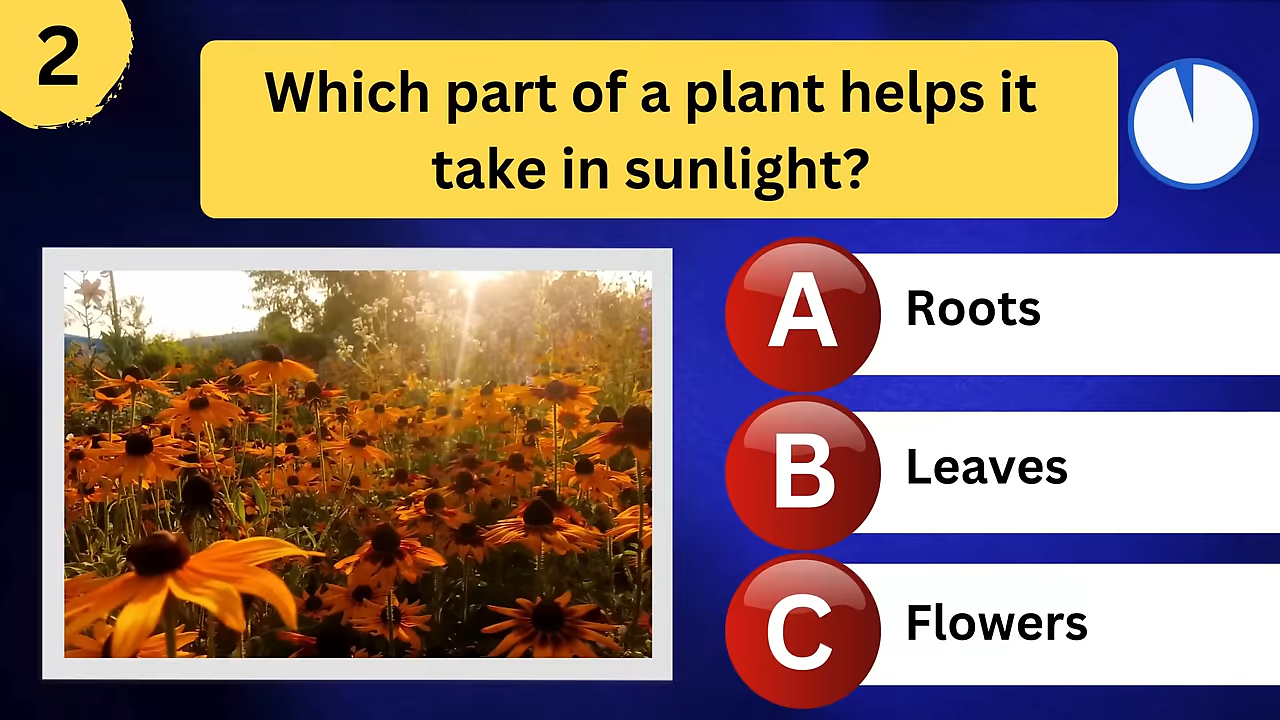 2
Which part of a plant helps it
take in sunlight?
A
Roots
B
Leaves
C
Flowers